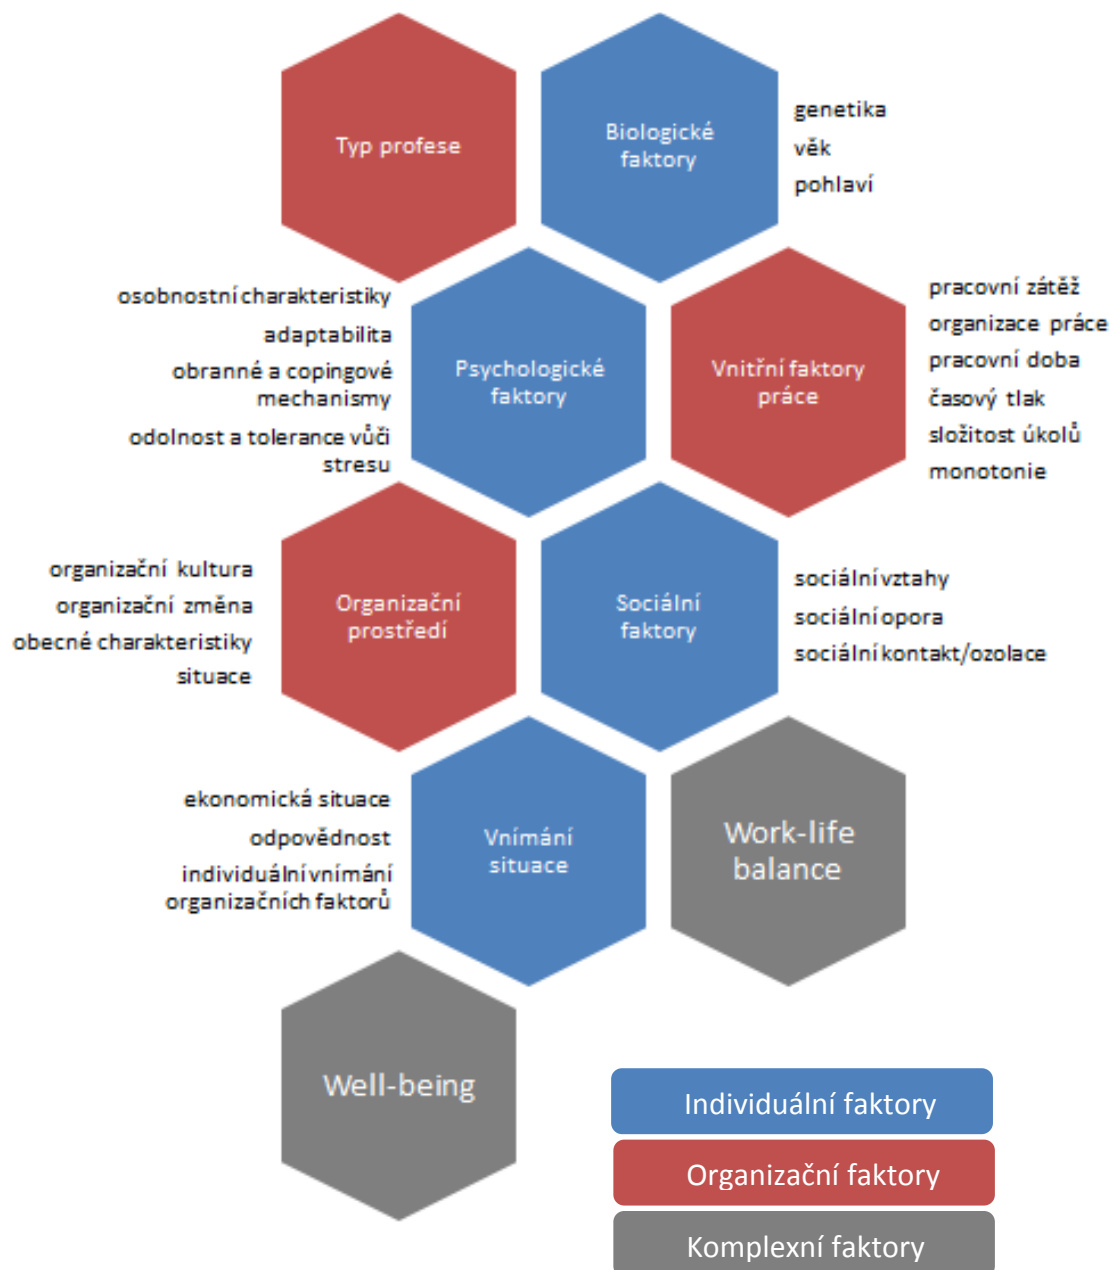 Typ profese
Biologické
faktory
genetika
věk
pohlaví
osobnostní charakteristiky
adaptabilita
obranné a copingové
mechanismy
odolnost a tolerance vůči
stresu
Psychologické
faktory
Vnitřní faktory
práce
pracovní zátěž
organizace práce
pracovní doba
časový tlak
složitost úkolů
monotonie
organizační kultura
organizační změna
obecné charakteristiky
situace
Organizační
prostředí
Sociální
faktory
sociální vztahy
sociální opora
sociální kontakt/ozolace
ekonomická situace
odpovědnost
individuální vnímání
organizačních faktorů
Vnímání
situace
Work-life
balance
Well-being
Individuální faktory
Organizační faktory
Komplexní faktory